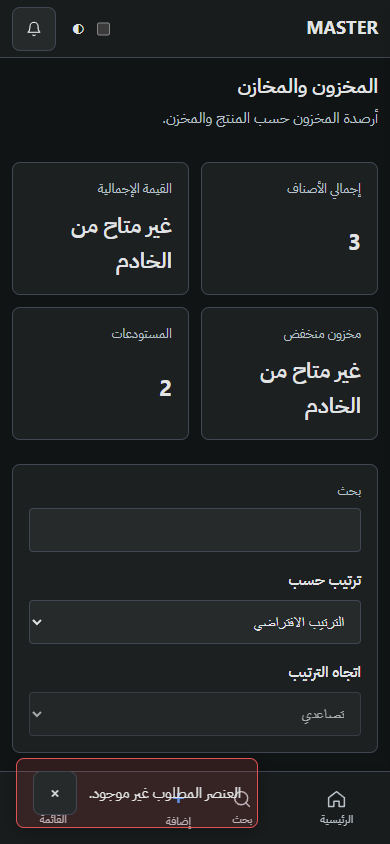 MASTER
المخزون والمخازن
أرصدة المخزون حسب المنتج والمخزن.
إجمالي الأصناف
3
القيمة الإجمالية
غير متاح من
الخادم
مخزون منخفض
غير متاح من
الخادم
المستودعات
2
بحث
ترتيب حسب
الترتيب الافتراضي
اتجاه الترتيب
تصاعدي
العنصر المطلوب غير موجود.
×
الرئيسية
بحث
إضافة
القائمة